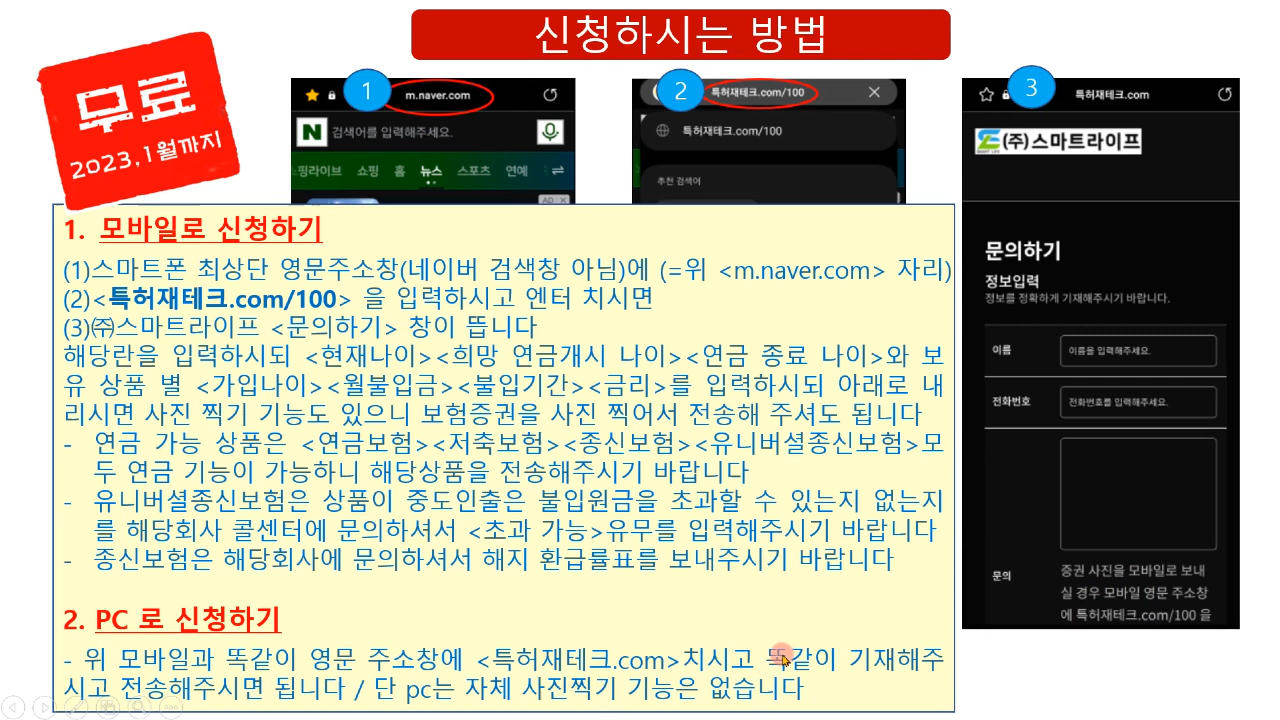 신청하시는 방법
무료
2023.1월까지
1
m.naver.com
N
검색어를 입력해주세요.
핑라이브 쇼핑 홈 뉴스 스포츠 연예
AD X
2
특허재테크.com/100
특허재테크.com/100
추천 검색어
3
특허재테크.com
(주)스마트라이프
문의하기
정보입력
정보를 정확하게 기재해주시기 바랍니다.
이름
이름을 입력해주세요.
전화번호
전화번호를 입력해주세요.
문의
증권 사진을 모바일로 보내
실 경우 모바일 영문 주소창
에 특허재테크.com/100 을
1. 모바일로 신청하기
(1)스마트폰 최상단 영문주소창(네이버 검색창 아님)에 (=위 <m.naver.com> 자리)
(2)<특허재테크.com/100> 을 입력하시고 엔터 치시면
(3)㈜스마트라이프 <문의하기> 창이 뜹니다
해당란을 입력하시되 <현재나이><희망 연금개시 나이><연금 종료 나이>와 보
유 상품 별 <가입나이><월불입금><불입기간><금리>를 입력하시되 아래로 내
리시면 사진 찍기 기능도 있으니 보험증권을 사진 찍어서 전송해 주셔도 됩니다
- 연금 가능 상품은 <연금보험><저축보험><종신보험><유니버셜종신보험>모
두 연금 기능이 가능하니 해당상품을 전송해주시기 바랍니다
- 유니버셜종신보험은 상품이 중도인출은 불입원금을 초과할 수 있는지 없는지
를 해당회사 콜센터에 문의하셔서 <초과 가능>유무를 입력해주시기 바랍니다
- 종신보험은 해당회사에 문의하셔서 해지 환급률표를 보내주시기 바랍니다
2. PC 로 신청하기
- 위 모바일과 똑같이 영문 주소창에 <특허재테크.com>치시고 똑같이 기재해주
시고 전송해주시면 됩니다 / 단 pc는 자체 사진찍기 기능은 없습니다